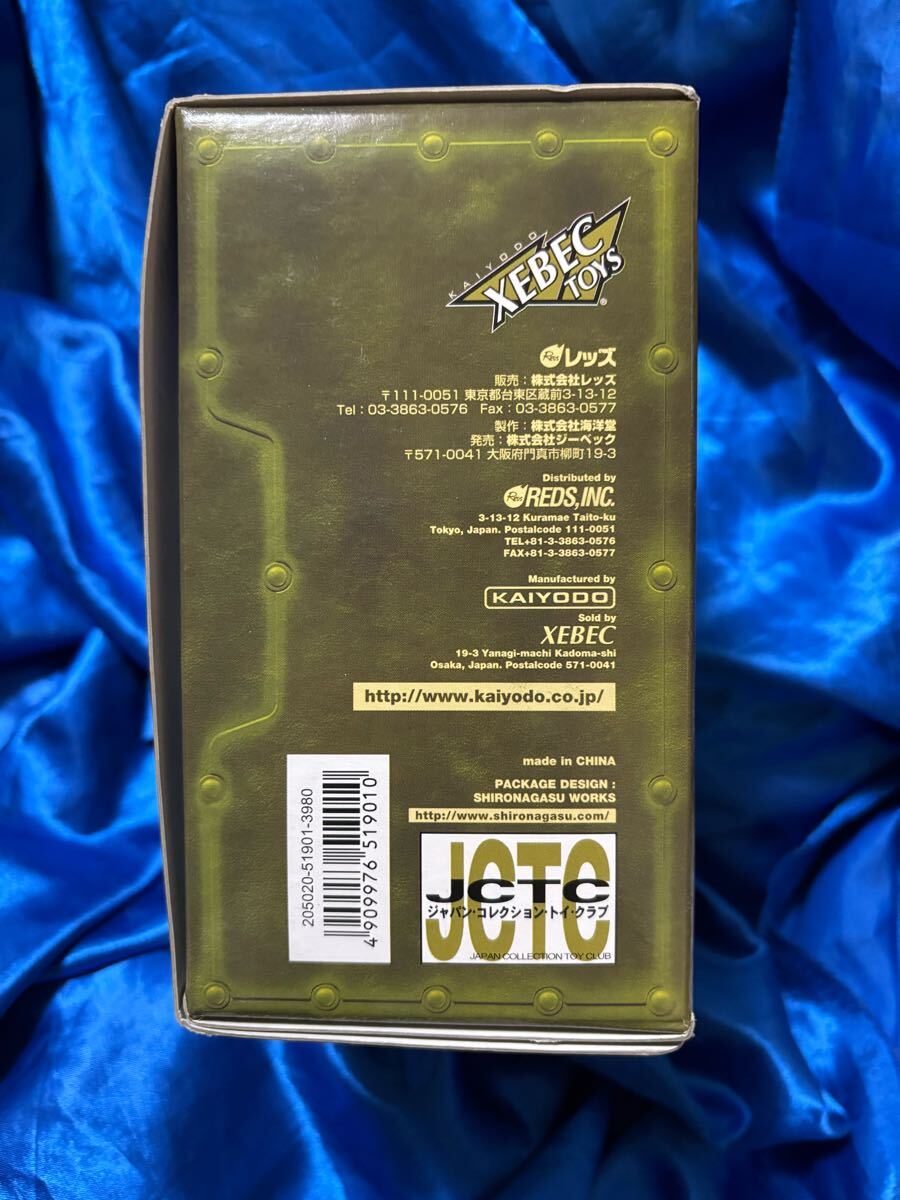 KAIYODO
XEBEC
TOYS
®
Reds レッズ
販売：株式会社レッズ
〒111-0051 東京都台東区蔵前3-13-12
Tel：03-3863-0576 Fax：03-3863-0577
製作：株式会社海洋堂
発売：株式会社ジーベック
〒571-0041 大阪府門真市柳町19-3
Distributed by
Reds REDS, INC.
3-13-12 Kuramae Taito-ku
Tokyo, Japan. Postalcode 111-0051
TEL+81-3-3863-0576
FAX+81-3-3863-0577
Manufactured by
KAIYODO
Sold by
XEBEC
19-3 Yanagi-machi Kadoma-shi
Osaka, Japan. Postalcode 571-0041
http://www.kaiyodo.co.jp/
made in CHINA
PACKAGE DESIGN :
SHIRONAGASU WORKS
http://www.shironagasu.com/
205020-51901-3980
4 909976 519010
JCTC
JCTC
ジャパン・コレクション・トイ・クラブ
JAPAN COLLECTION TOY CLUB